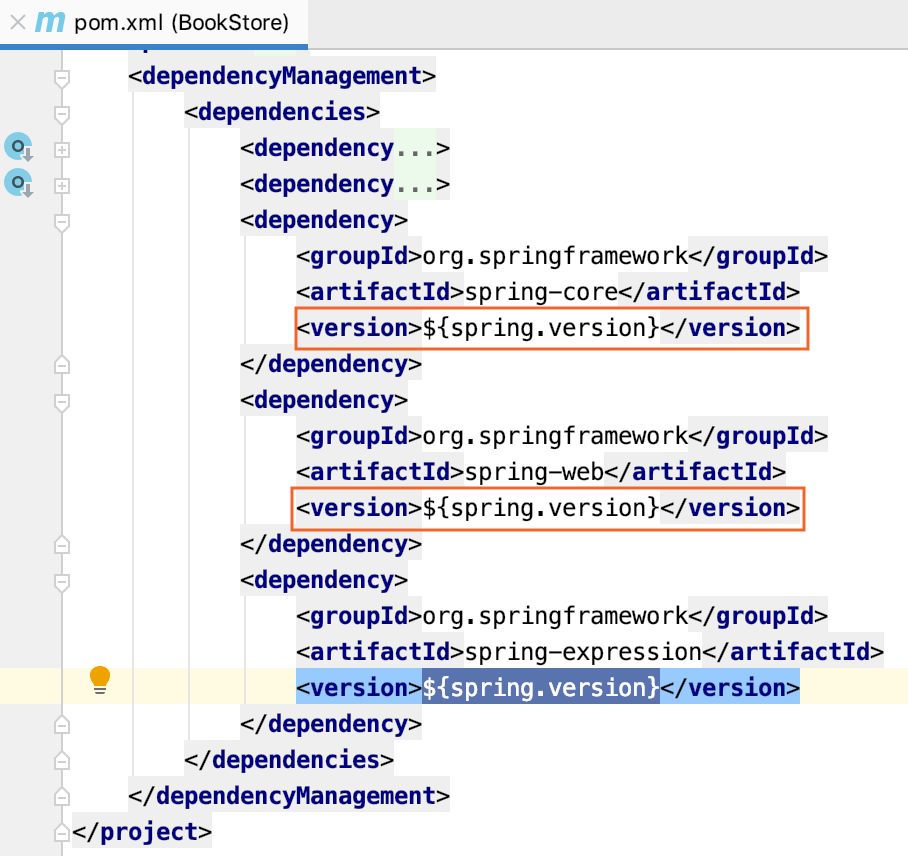 m pom.xml (BookStore)
<dependencyManagement>
<dependencies>
<dependency...>
<dependency...>
<dependency>
<groupId>org.springframework</groupId>
<artifactId>spring-core</artifactId>
<version>${spring.version}</version>
</dependency>
<dependency>
<groupId>org.springframework</groupId>
<artifactId>spring-web</artifactId>
<version>${spring.version}</version>
</dependency>
<dependency>
<groupId>org.springframework</groupId>
<artifactId>spring-expression</artifactId>
<version>${spring.version}</version>
</dependency>
</dependencies>
</dependencyManagement>
</project>